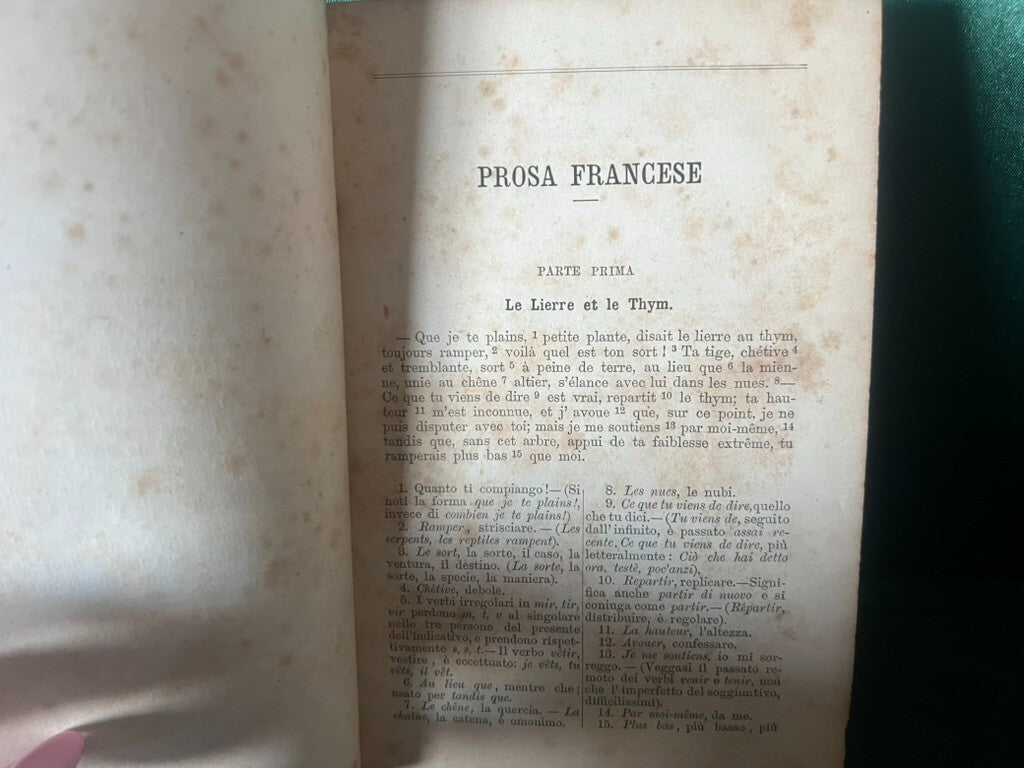 PROSA FRANCESE
PARTE PRIMA
Le Lierre et le Thym.
— Que je te plains, ¹ petite plante, disait le lierre au thym,
toujours ramper, ² voilà quel est ton sort ! ³ Ta tige, chétive ⁴
et tremblante, sort ⁵ à peine de terre, au lieu que ⁶ la mien-
ne, unie au chêne ⁷ altier, s'élance avec lui dans les nues. ⁸—
Ce que tu viens de dire ⁹ est vrai, repartit ¹⁰ le thym; ta hau-
teur ¹¹ m'est inconnue, et j' avoue ¹² que, sur ce point, je ne
puis disputer avec toi; mais je me soutiens ¹³ par moi-même, ¹⁴
tandis que, sans cet arbre, appui de ta faiblesse extrême, tu
ramperais plus bas ¹⁵ que moi.
1. Quanto ti compiango!— (Si
noti la forma que je te plains!,
invece di combien je te plains!)
2. Ramper, strisciare. — (Les
serpents, les reptiles rampent).
3. Le sort, la sorte, il caso, la
ventura, il destino. (La sorte, la
sorte, la specie, la maniera).
4. Chétive, debole.
5. I verbi irregolari in mir, tir,
vir perdono m, t, v al singolare
nelle tre persone del presente
dell'indicativo, e prendono rispet-
tivamente s, s, t.— Il verbo vêtir,
vestire, è eccettuato: je vêts, tu
vêts, il vêt.
6. Au lieu que, mentre che;
usato per tandis que.
7. Le chêne, la quercia. — La
chaîne, la catena, è omonimo.
8. Les nues, le nubi.
9. Ce que tu viens de dire, quello
che tu dici.— (Tu viens de, seguito
dall' infinito, è passato assai re-
cente. Ce que tu viens de dire, più
letteralmente : Ciò che hai detto
ora, testè, poc'anzi).
10. Repartir, replicare.—Signi-
fica anche partir di nuovo e si
coniuga come partir.— (Répartir,
distribuire, è regolare).
11. La hauteur, l'altezza.
12. Avouer, confessare.
13. Je me soutiens, io mi sor-
reggo. — (Veggasi il passato re-
moto dei verbi venir e tenir, non
che l' imperfetto del soggiuntivo,
difficilissimi).
14. Par moi-même, da me.
15. Plus bas, più basso, più